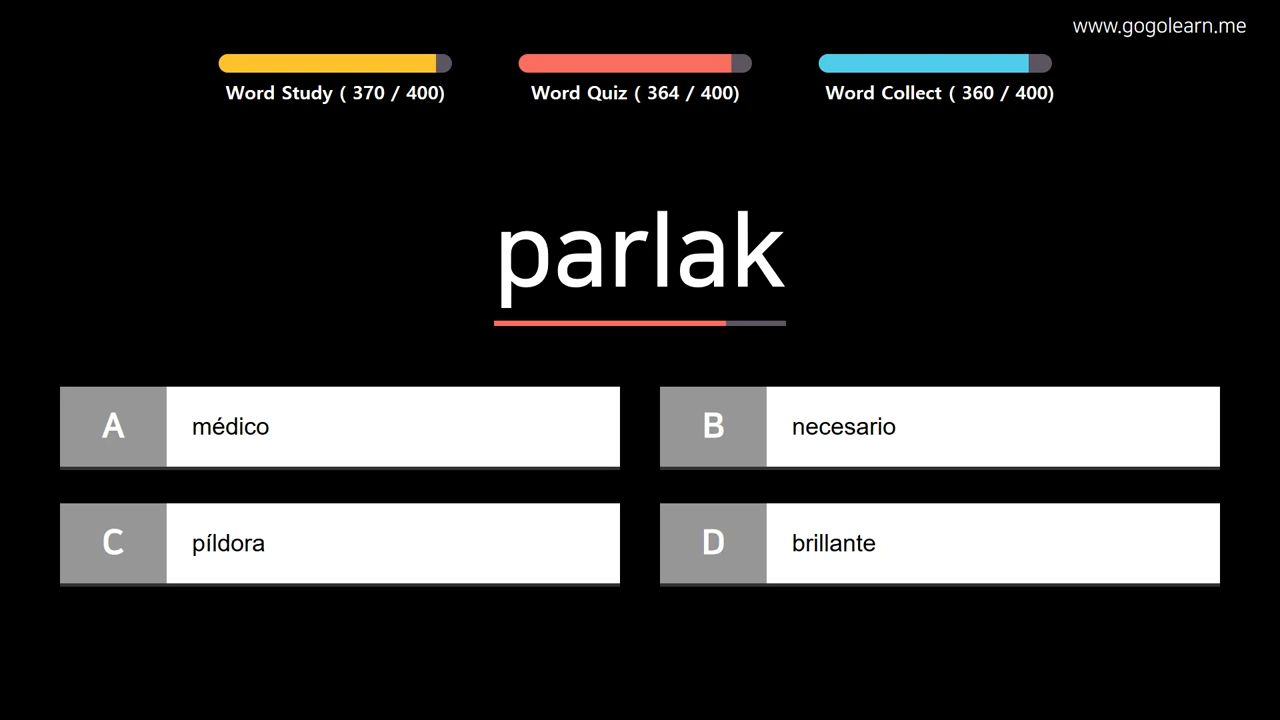 www.gogolearn.me
Word Study ( 370 / 400)
Word Quiz ( 364 / 400)
Word Collect ( 360 / 400)
parlak
A médico
B necesario
C píldora
D brillante